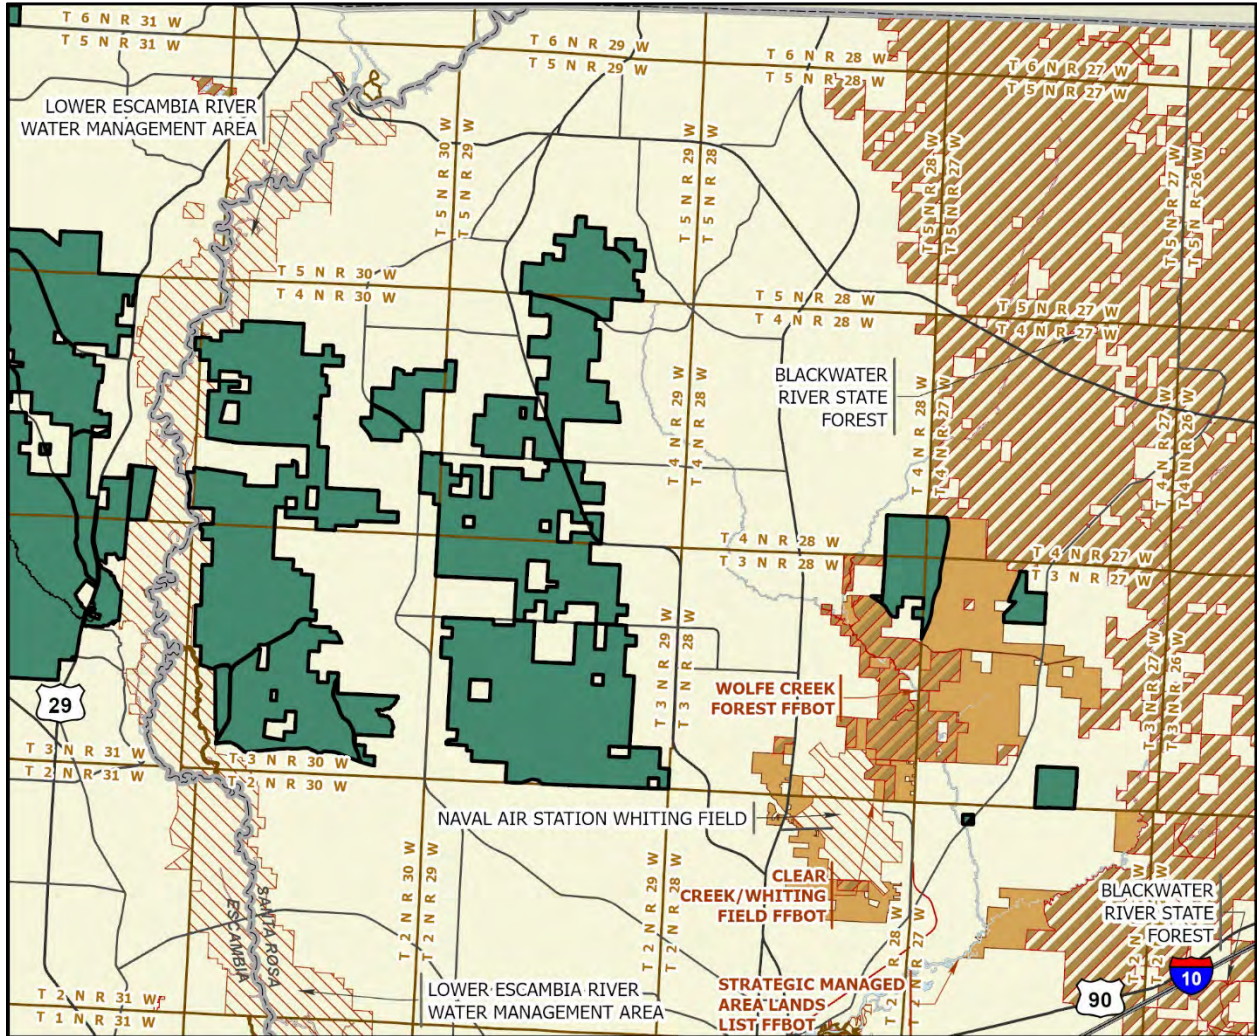 T 6 N R 31 W
T 5 N R 31 W
T 6 N R 29 W
T 5 N R 29 W
T 6 N R 28 W
T 5 N R 28 W
T 6 N R 27 W
T 5 N R 27 W
LOWER ESCAMBIA RIVER
WATER MANAGEMENT AREA
T 5 N R 30 W
T 5 N R 29 W
T 5 N R 29 W
T 5 N R 28 W
T 5 N R 28 W
T 5 N R 27 W
T 5 N R 27 W
T 5 N R 26 W
T 5 N R 30 W
T 4 N R 30 W
T 5 N R 28 W
T 4 N R 28 W
T 5 N R 27 W
T 4 N R 27 W
BLACKWATER
RIVER STATE
FOREST
T 4 N R 29 W
T 4 N R 28 W
T 4 N R 28 W
T 4 N R 27 W
T 4 N R 27 W
T 4 N R 26 W
T 4 N R 28 W
T 3 N R 28 W
T 4 N R 27 W
T 3 N R 27 W
T 3 N R 29 W
T 3 N R 28 W
T 3 N R 27 W
T 3 N R 26 W
29
WOLFE CREEK
FOREST FFBOT
T 3 N R 31 W
T 2 N R 31 W
T 3 N R 30 W
T 2 N R 30 W
NAVAL AIR STATION WHITING FIELD
T 2 N R 30 W
T 2 N R 29 W
T 2 N R 29 W
T 2 N R 28 W
CLEAR
CREEK/WHITING
FIELD FFBOT
SANTA ROSA
ESCAMBIA
BLACKWATER
RIVER STATE
FOREST
LOWER ESCAMBIA RIVER
WATER MANAGEMENT AREA
STRATEGIC MANAGED
AREA LANDS
LIST FFBOT
R 28 W
T 2 N R 27 W
10
90
T 2 N R 31 W
T 1 N R 31 W